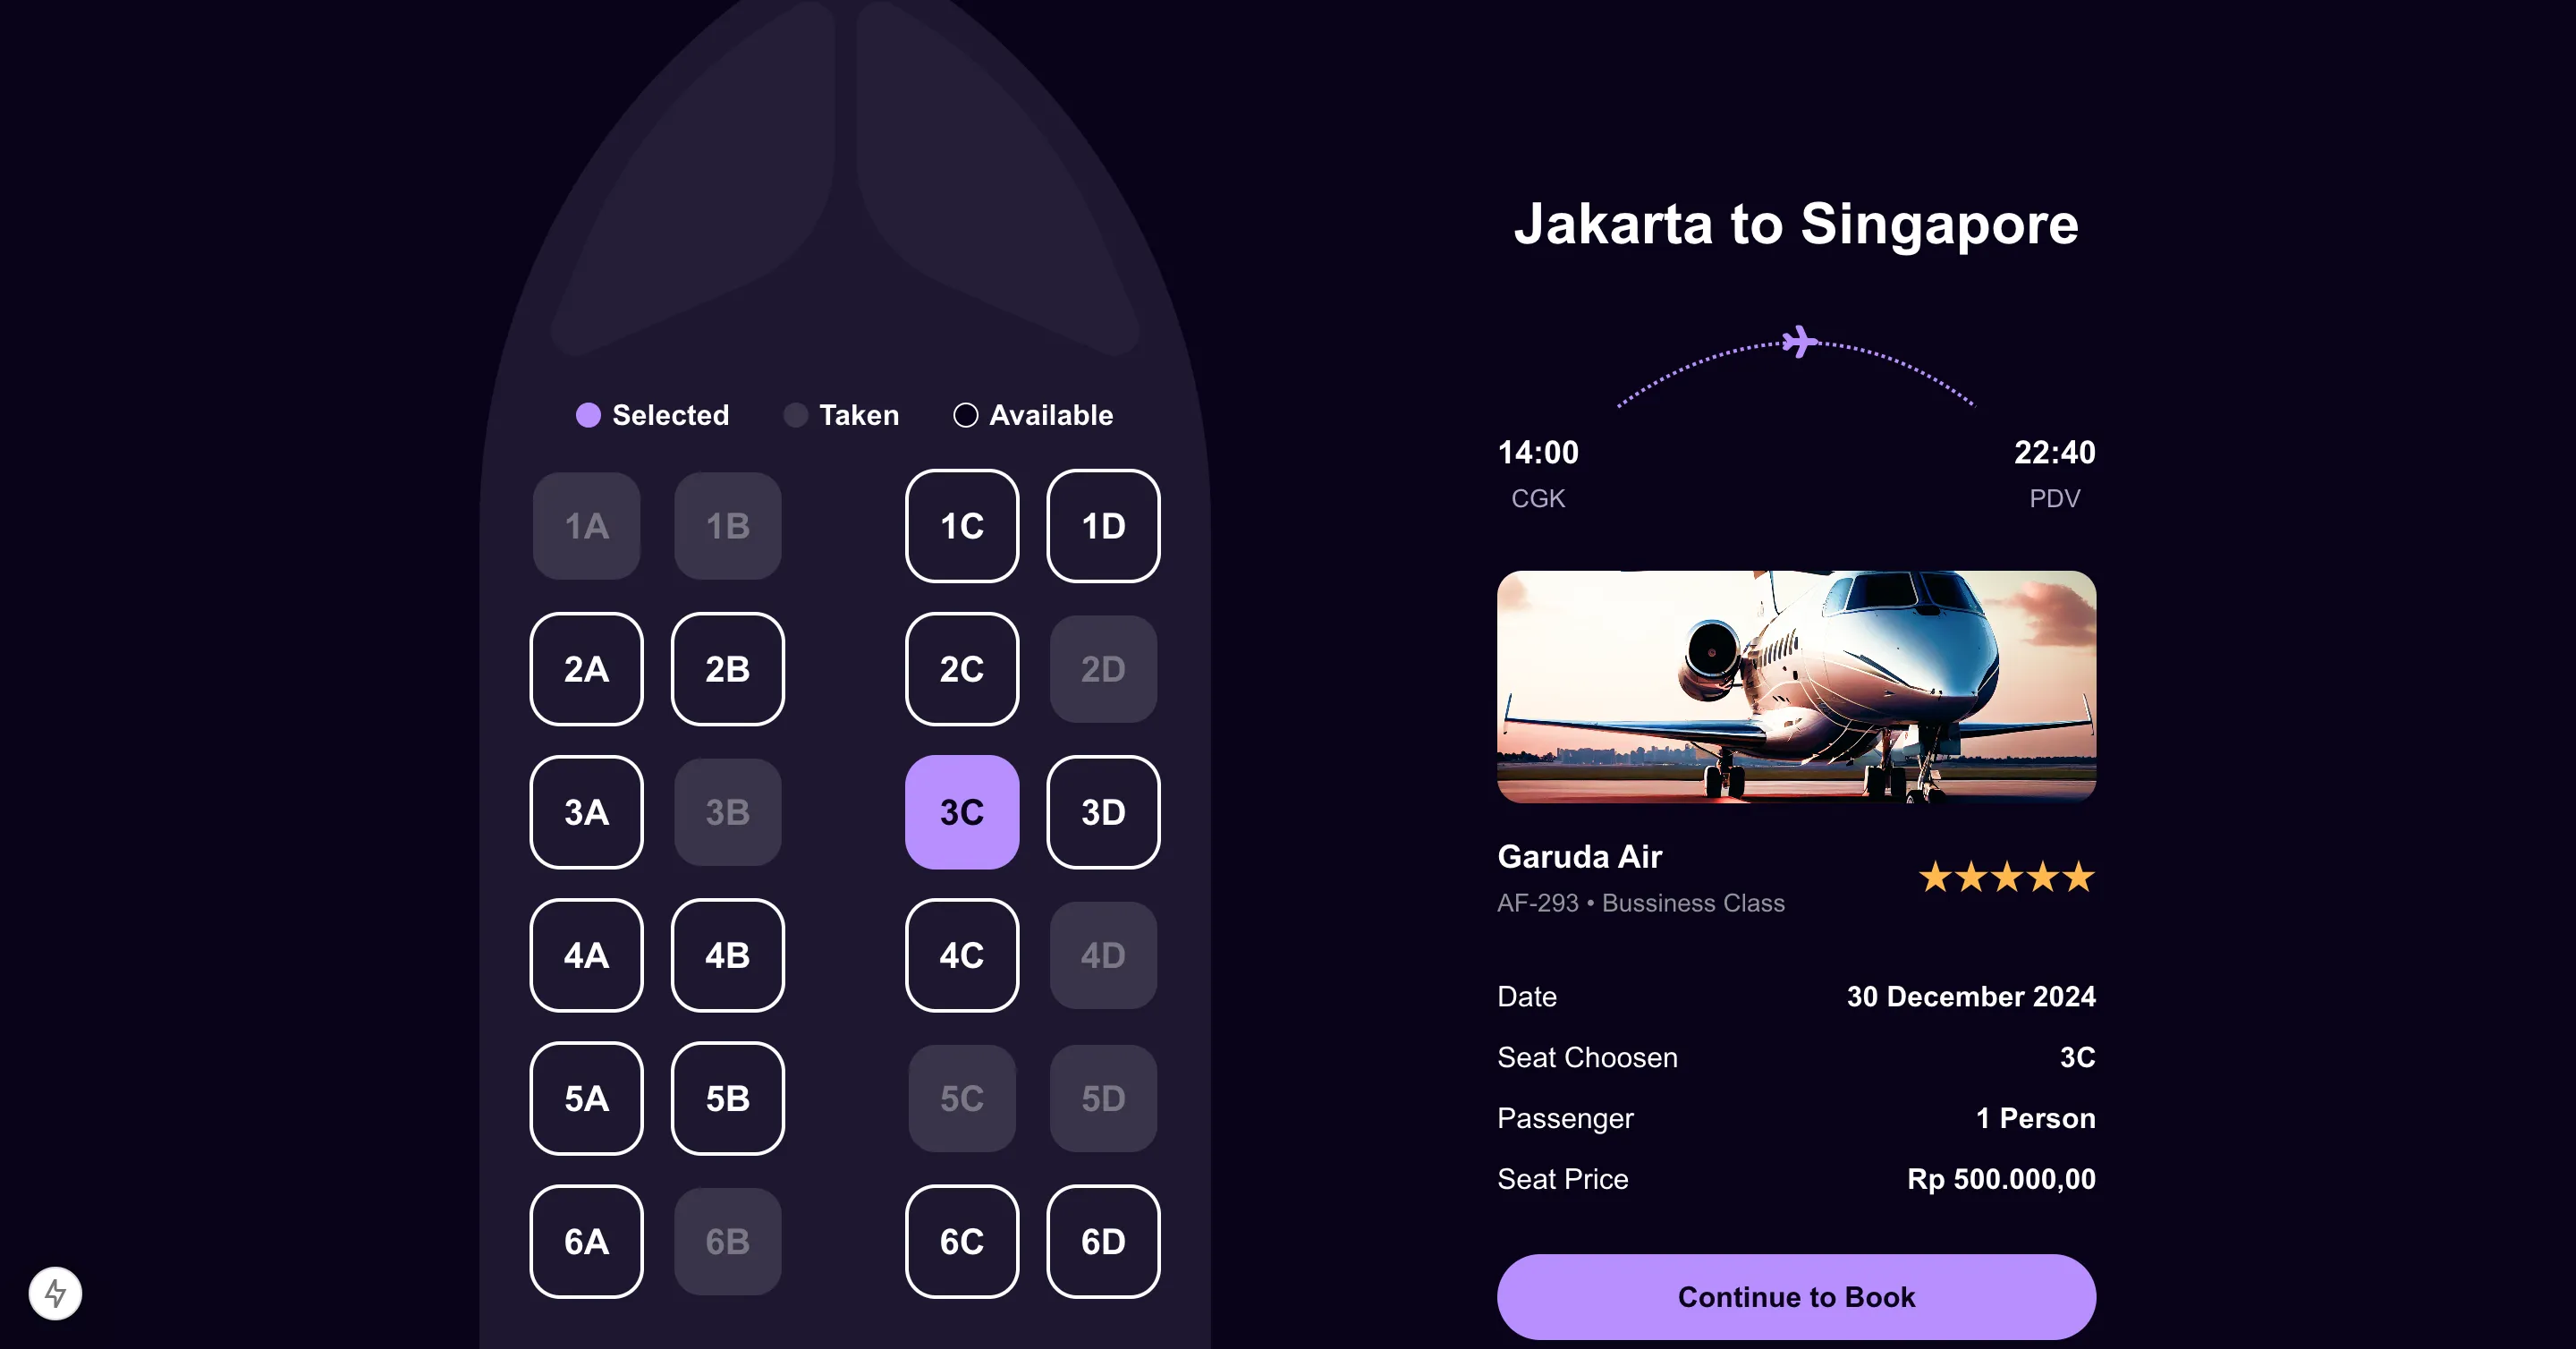 Selected Taken Available
1A 1B 1C 1D
2A 2B 2C 2D
3A 3B 3C 3D
4A 4B 4C 4D
5A 5B 5C 5D
6A 6B 6C 6D
Jakarta to Singapore
14:00 22:40
CGK PDV
Garuda Air
AF-293 • Bussiness Class
Date 30 December 2024
Seat Choosen 3C
Passenger 1 Person
Seat Price Rp 500.000,00
Continue to Book